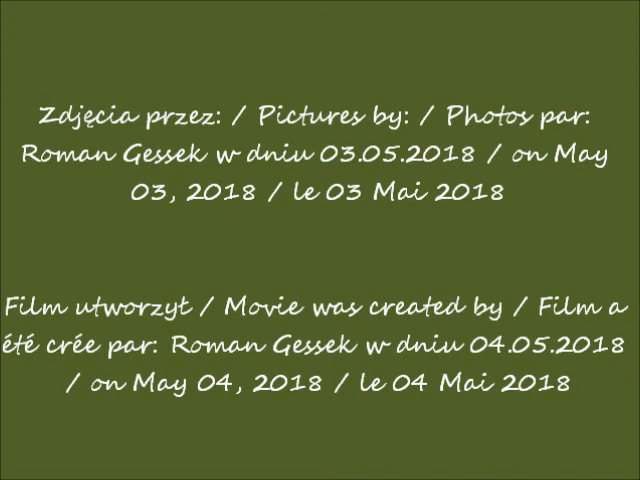 Zdjęcia przez: / Pictures by: / Photos par:
Roman Gessek w dniu 03.05.2018 / on May
03, 2018 / le 03 Mai 2018
Film utworzył / Movie was created by / Film a
été crée par: Roman Gessek w dniu 04.05.2018
/ on May 04, 2018 / le 04 Mai 2018